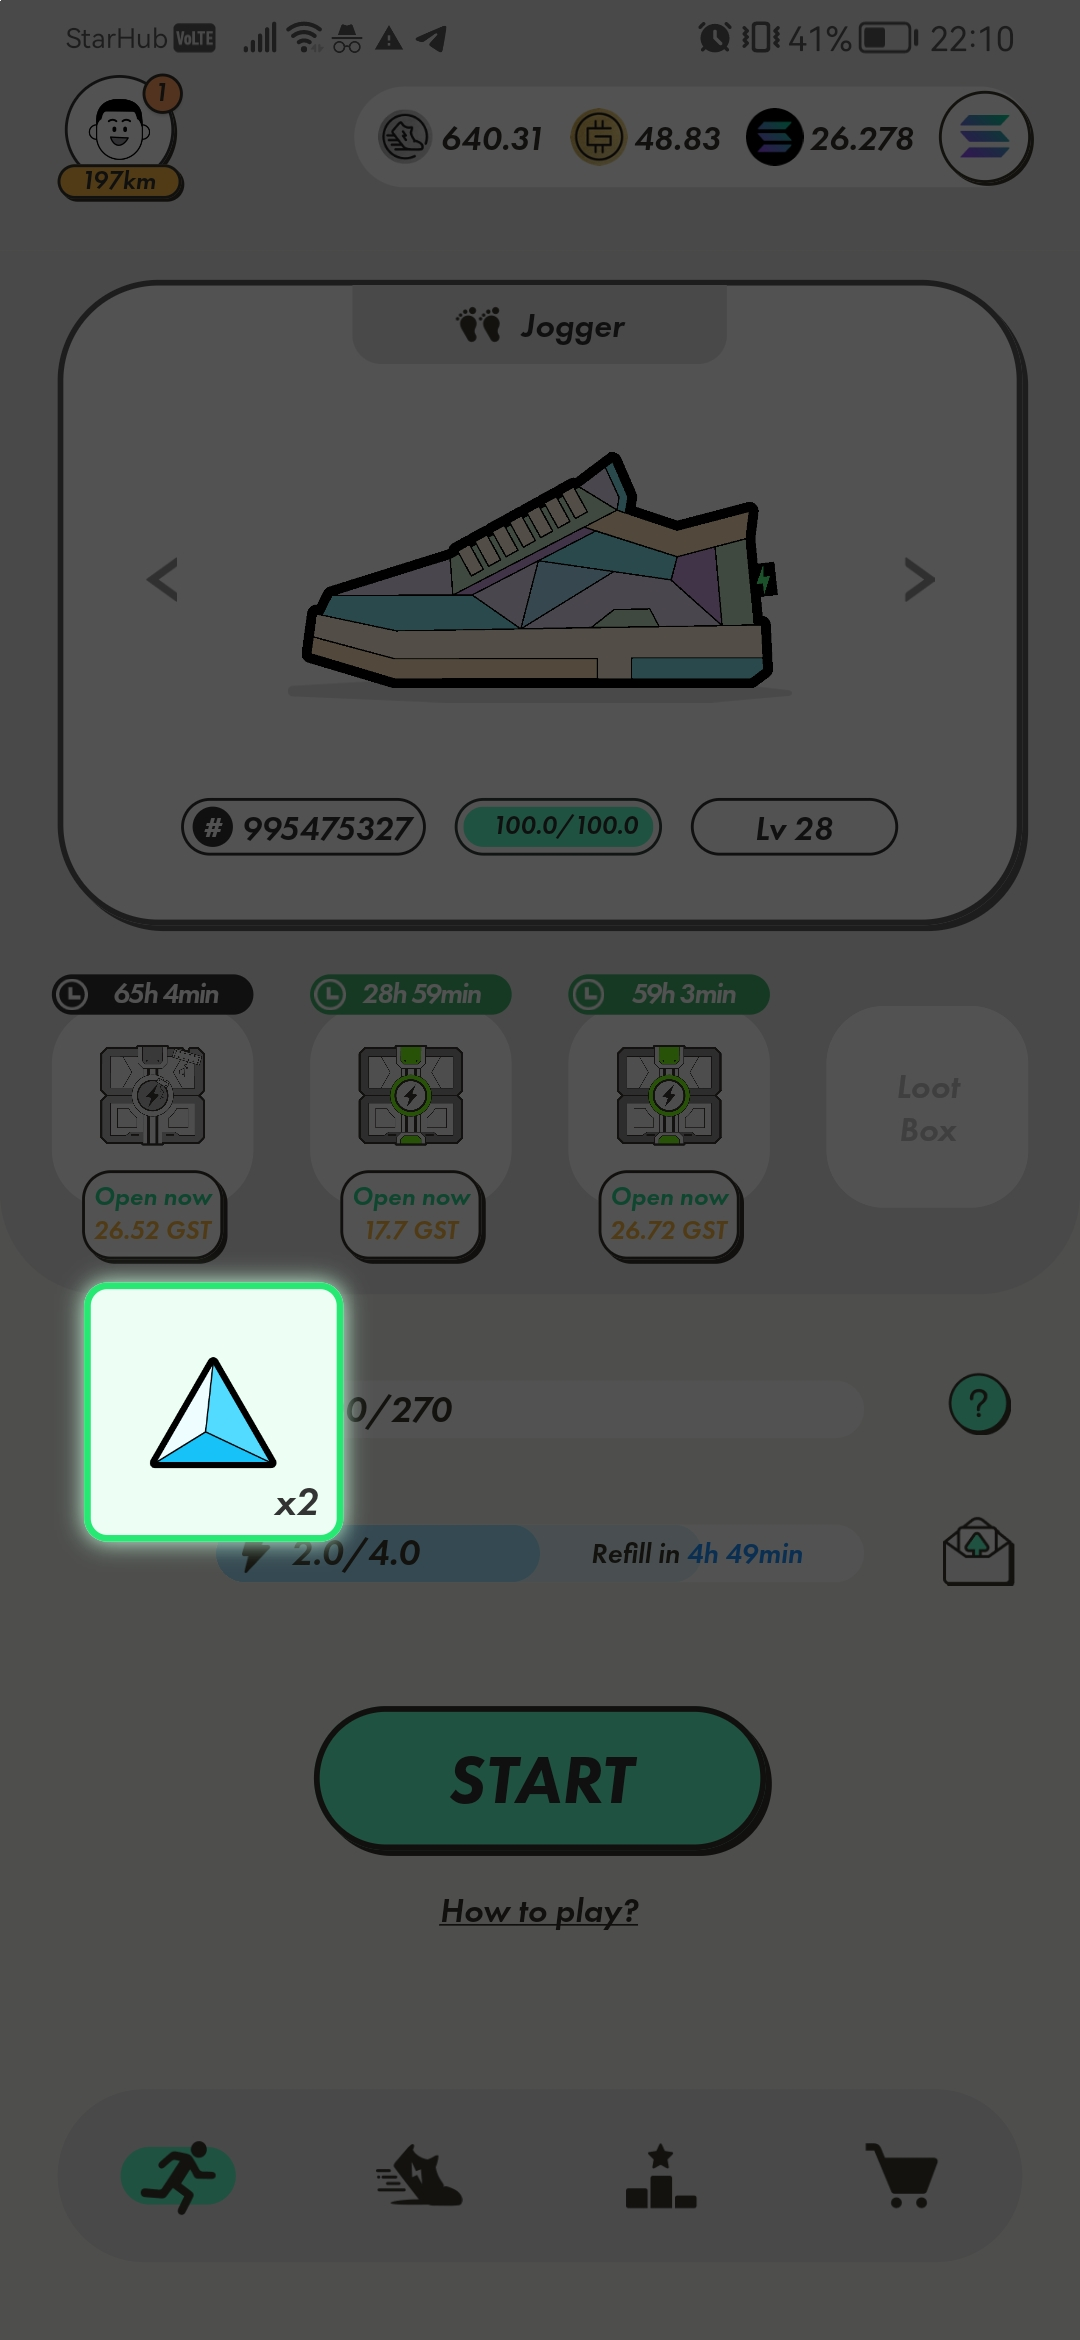 StarHub VoLTE 41% 22:10
1
197km
640.31 48.83 26.278
Jogger
# 995475327 100.0/100.0 Lv 28
65h 4min 28h 59min 59h 3min
Loot
Box
Open now Open now Open now
26.52 GST 17.7 GST 26.72 GST
0/270 ?
x2
2.0/4.0 Refill in 4h 49min
START
How to play?